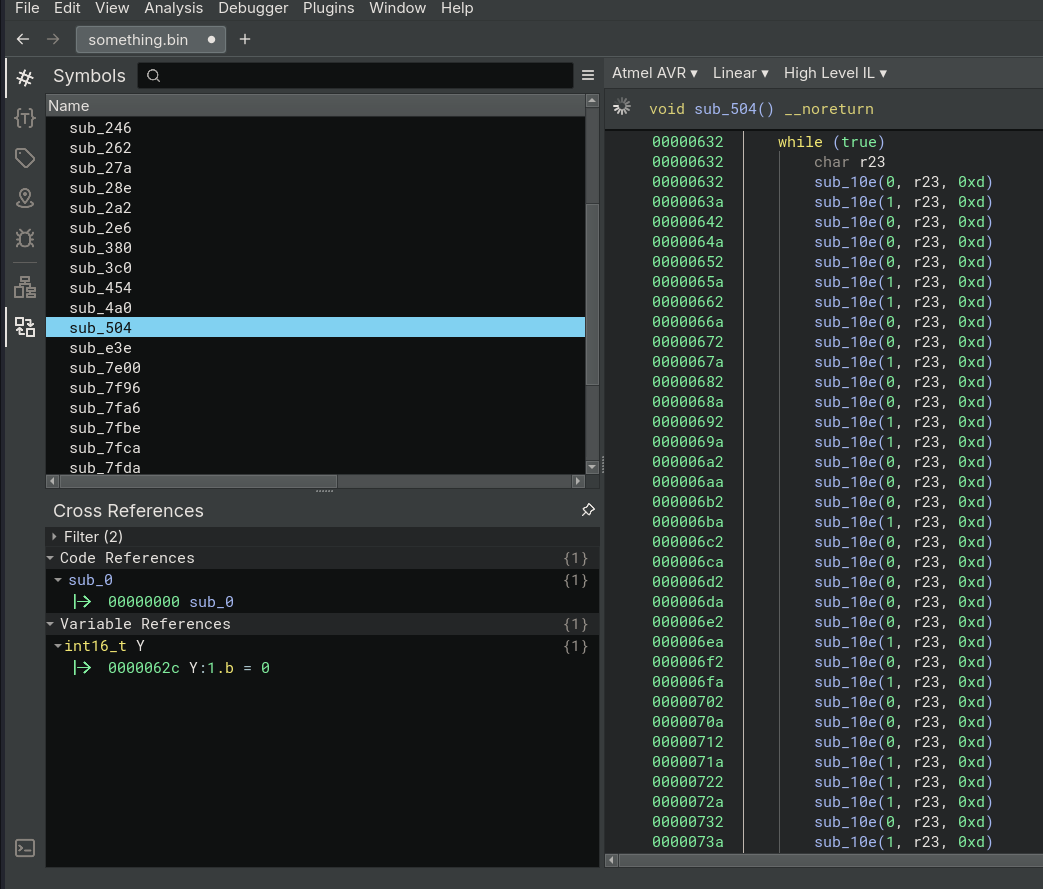 File Edit View Analysis Debugger Plugins Window Help
something.bin
Symbols
Name
sub_246
sub_262
sub_27a
sub_28e
sub_2a2
sub_2e6
sub_380
sub_3c0
sub_454
sub_4a0
sub_504
sub_e3e
sub_7e00
sub_7f96
sub_7fa6
sub_7fbe
sub_7fca
sub_7fda
Cross References
Filter (2)
Code References {1}
sub_0 {1}
00000000 sub_0
Variable References {1}
int16_t Y {1}
0000062c Y:1.b = 0
Atmel AVR ▾ Linear ▾ High Level IL ▾
void sub_504() __noreturn
00000632 while (true)
00000632 char r23
00000632 sub_10e(0, r23, 0xd)
0000063a sub_10e(1, r23, 0xd)
00000642 sub_10e(0, r23, 0xd)
0000064a sub_10e(0, r23, 0xd)
00000652 sub_10e(0, r23, 0xd)
0000065a sub_10e(1, r23, 0xd)
00000662 sub_10e(1, r23, 0xd)
0000066a sub_10e(0, r23, 0xd)
00000672 sub_10e(0, r23, 0xd)
0000067a sub_10e(1, r23, 0xd)
00000682 sub_10e(0, r23, 0xd)
0000068a sub_10e(0, r23, 0xd)
00000692 sub_10e(1, r23, 0xd)
0000069a sub_10e(1, r23, 0xd)
000006a2 sub_10e(0, r23, 0xd)
000006aa sub_10e(0, r23, 0xd)
000006b2 sub_10e(0, r23, 0xd)
000006ba sub_10e(1, r23, 0xd)
000006c2 sub_10e(0, r23, 0xd)
000006ca sub_10e(0, r23, 0xd)
000006d2 sub_10e(0, r23, 0xd)
000006da sub_10e(0, r23, 0xd)
000006e2 sub_10e(0, r23, 0xd)
000006ea sub_10e(1, r23, 0xd)
000006f2 sub_10e(0, r23, 0xd)
000006fa sub_10e(1, r23, 0xd)
00000702 sub_10e(0, r23, 0xd)
0000070a sub_10e(0, r23, 0xd)
00000712 sub_10e(0, r23, 0xd)
0000071a sub_10e(1, r23, 0xd)
00000722 sub_10e(1, r23, 0xd)
0000072a sub_10e(1, r23, 0xd)
00000732 sub_10e(0, r23, 0xd)
0000073a sub_10e(1, r23, 0xd)